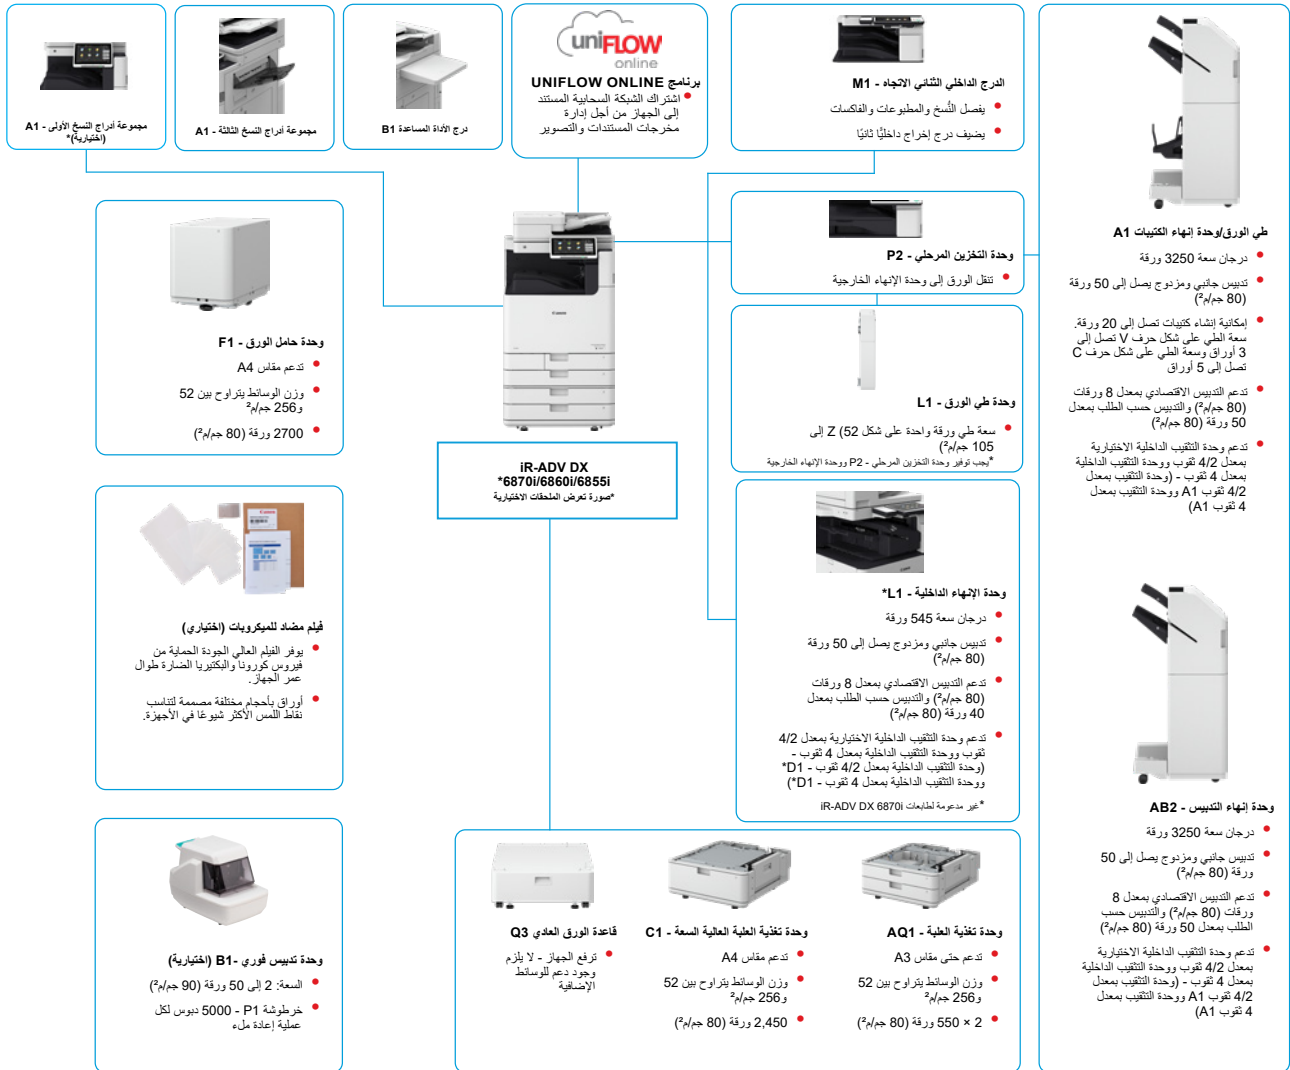 مجموعة أدراج النسخ الأولى - A1
(اختيارية)*
مجموعة أدراج النسخ الثالثة - A1
درج الأداة المساعدة B1
uniFLOW
online
برنامج UNIFLOW ONLINE
• اشتراك الشبكة السحابية المستند
إلى الجهاز من أجل إدارة
مخرجات المستندات والتصوير
الدرج الداخلي الثنائي الاتجاه - M1
• يفصل النُسخ والمطبوعات والفاكسات
• يضيف درج إخراج داخليًّا ثانيًا
طي الورق/وحدة إنهاء الكتيبات A1
• درجان سعة 3250 ورقة
• تدبيس جانبي ومزدوج يصل إلى 50 ورقة
(80 جم/م²)
• إمكانية إنشاء كتيبات تصل إلى 20 ورقة.
سعة الطي على شكل حرف V تصل إلى
3 أوراق وسعة الطي على شكل حرف C
تصل إلى 5 أوراق
• تدعم التدبيس الاقتصادي بمعدل 8 ورقات
(80 جم/م²) والتدبيس حسب الطلب بمعدل
50 ورقة (80 جم/م²)
• تدعم وحدة التثقيب الداخلية الاختيارية
بمعدل 4/2 ثقوب ووحدة التثقيب الداخلية
بمعدل 4 ثقوب - (وحدة التثقيب بمعدل
4/2 ثقوب A1 ووحدة التثقيب بمعدل
4 ثقوب A1)
وحدة إنهاء التدبيس - AB2
• درجان سعة 3250 ورقة
• تدبيس جانبي ومزدوج يصل إلى 50
ورقة (80 جم/م²)
• تدعم التدبيس الاقتصادي بمعدل 8
ورقات (80 جم/م²) والتدبيس حسب
الطلب بمعدل 50 ورقة (80 جم/م²)
• تدعم وحدة التثقيب الداخلية الاختيارية
بمعدل 4/2 ثقوب ووحدة التثقيب الداخلية
بمعدل 4 ثقوب - (وحدة التثقيب بمعدل
4/2 ثقوب A1 ووحدة التثقيب بمعدل
4 ثقوب A1)
وحدة التخزين المرحلي - P2
• تنقل الورق إلى وحدة الإنهاء الخارجية
وحدة طي الورق - L1
• سعة طي ورقة واحدة على شكل Z (52 إلى
105 جم/م²)
*يجب توفير وحدة التخزين المرحلي - P2 ووحدة الإنهاء الخارجية
وحدة الإنهاء الداخلية - L1*
• درجان سعة 545 ورقة
• تدبيس جانبي ومزدوج يصل إلى 50 ورقة
(80 جم/م²)
• تدعم التدبيس الاقتصادي بمعدل 8 ورقات
(80 جم/م²) والتدبيس حسب الطلب بمعدل
40 ورقة (80 جم/م²)
• تدعم وحدة التثقيب الداخلية الاختيارية بمعدل 4/2
ثقوب ووحدة التثقيب الداخلية بمعدل 4 ثقوب -
(وحدة التثقيب الداخلية بمعدل 4/2 ثقوب - D1*
ووحدة التثقيب الداخلية بمعدل 4 ثقوب - D1*)
*غير مدعومة لطابعات iR-ADV DX 6870i
Canon
iR-ADV DX
6870i/6860i/6855i*
*صورة تعرض الملحقات الاختيارية
وحدة حامل الورق - F1
• تدعم مقاس A4
• وزن الوسائط يتراوح بين 52
و256 جم/م²
• 2700 ورقة (80 جم/م²)
Canon
فيلم مضاد للميكروبات (اختياري)
• يوفر الفيلم العالي الجودة الحماية من
فيروس كورونا والبكتيريا الضارة طوال
عمر الجهاز.
• أوراق بأحجام مختلفة مصممة لتتناسب
نقاط اللمس الأكثر شيوعًا في الأجهزة.
وحدة تدبيس فوري -B1 (اختيارية)
• السعة: 2 إلى 50 ورقة (90 جم/م²)
• خرطوشة P1 - 5000 دبوس لكل
عملية إعادة ملء
وحدة تغذية العلبة - AQ1
• تدعم حتى مقاس A3
• وزن الوسائط يتراوح بين 52
و256 جم/م²
• 2 × 550 ورقة (80 جم/م²)
وحدة تغذية العلبة العالية السعة - C1
• تدعم مقاس A4
• وزن الوسائط يتراوح بين 52
و256 جم/م²
• 2,450 ورقة (80 جم/م²)
قاعدة الورق العادي Q3
• ترفع الجهاز - لا يلزم
وجود دعم للوسائط
الإضافية